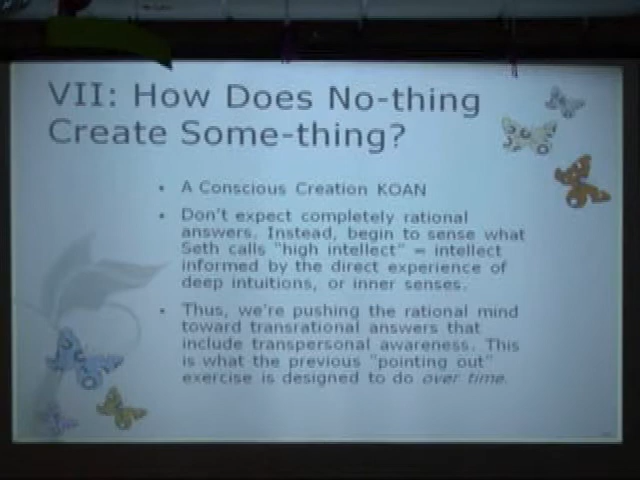 VII: How Does No-thing
Create Some-thing?
• A Conscious Creation KOAN
• Don't expect completely rational
answers. Instead, begin to sense what
Seth calls "high intellect" = intellect
informed by the direct experience of
deep intuitions, or inner senses.
• Thus, we're pushing the rational mind
toward transrational answers that
include transpersonal awareness. This
is what the previous "pointing out"
exercise is designed to do over time.